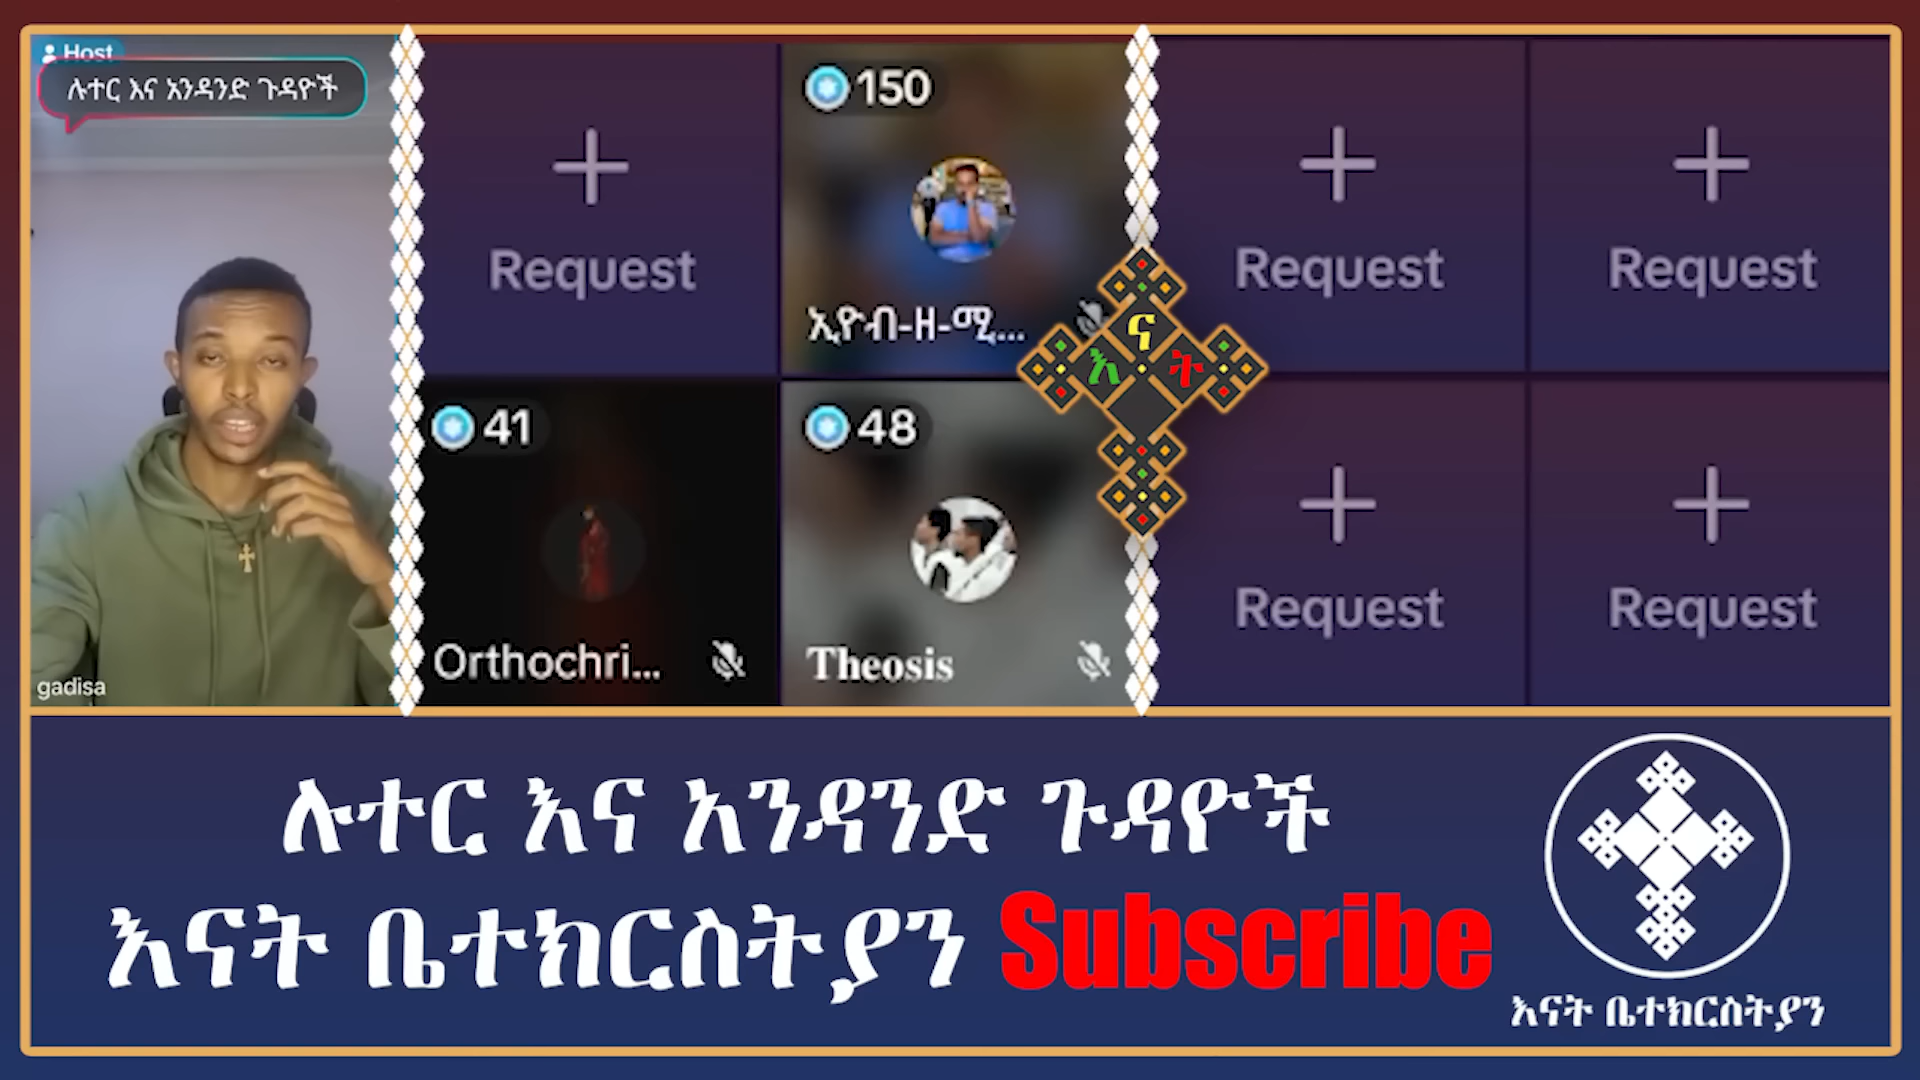 Host
ሉተር እና አንዳንድ ጉዳዮች
gadisa
Request
150
ኢዮብ-ዘ-ሚ...
41
Orthochri...
48
Theosis
Request
Request
Request
Request
እናት
ሉተር እና አንዳንድ ጉዳዮች
እናት ቤተክርስትያን Subscribe
እናት ቤተክርስትያን